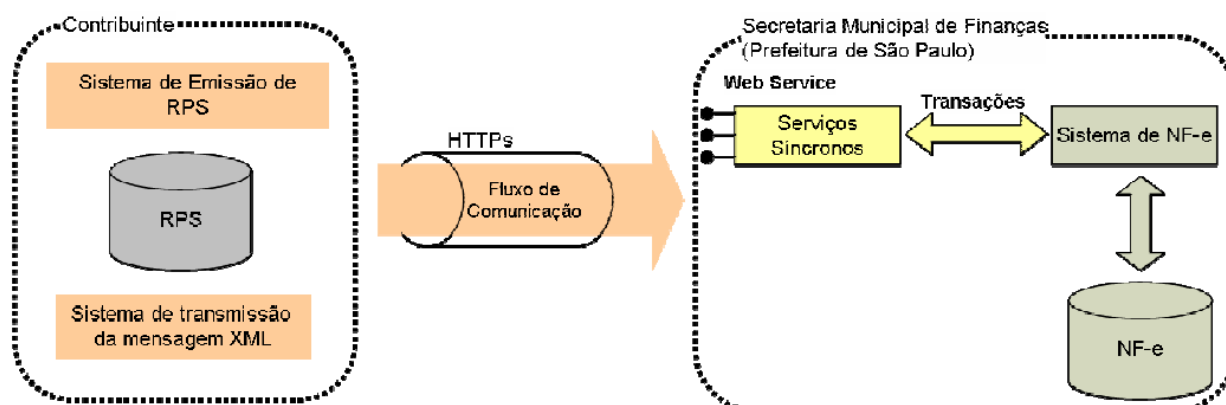 Contribuinte
Sistema de Emissão de
RPS
RPS
Sistema de transmissão
da mensagem XML
HTTPs
Fluxo de
Comunicação
Secretaria Municipal de Finanças
(Prefeitura de São Paulo)
Web Service
Serviços
Síncronos
Transações
Sistema de NF-e
NF-e